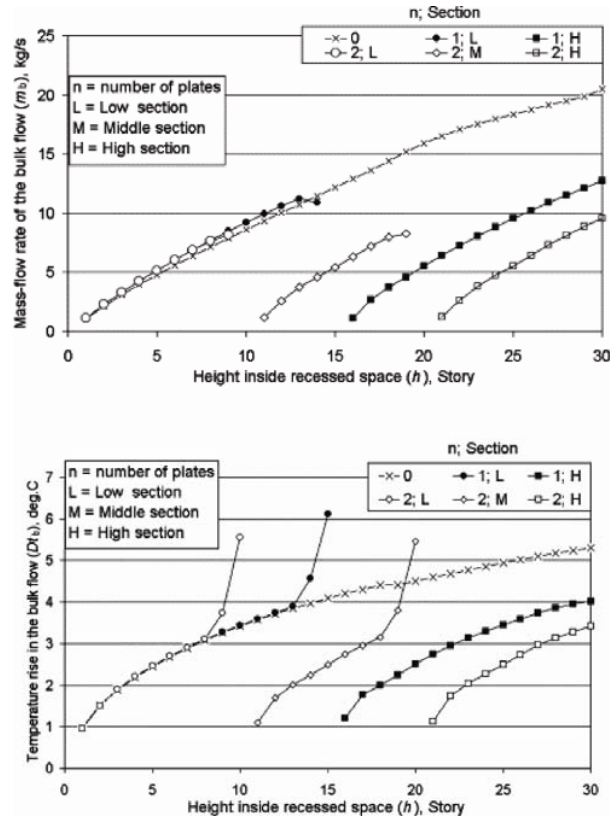 n; Section
0 1; L 1; H
2; L 2; M 2; H
n = number of plates
L = Low section
M = Middle section
H = High section
Mass-flow rate of the bulk flow (mb), kg/s
25
20
15
10
5
0
0 5 10 15 20 25 30
Height inside recessed space (h), Story
n; Section
0 1; L 1; H
2; L 2; M 2; H
n = number of plates
L = Low section
M = Middle section
H = High section
Temperature rise in the bulk flow (Dtb), deg.C
7
6
5
4
3
2
1
0
0 5 10 15 20 25 30
Height inside recessed space (h), Story